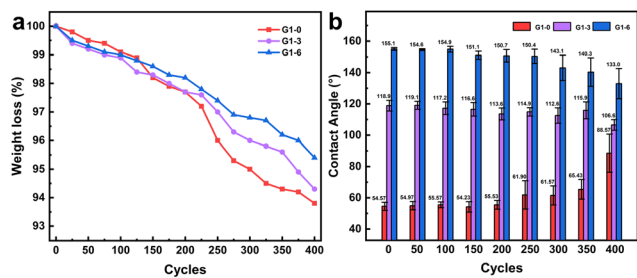 a
G1-0
G1-3
G1-6
Weight loss (%)
100
99
98
97
96
95
94
93
0 50 100 150 200 250 300 350 400
Cycles
b
G1-0 G1-3 G1-6
Contact Angle (°)
160
140
120
100
80
60
40
20
0
155.1 154.6 154.9 151.1 150.7 150.4 143.1 140.3 133.0
118.9 119.1 117.2 116.6 113.6 114.9 112.6 115.9 106.6
54.57 54.97 55.57 54.23 55.53 61.90 61.57 65.43 88.57
0 50 100 150 200 250 300 350 400
Cycles